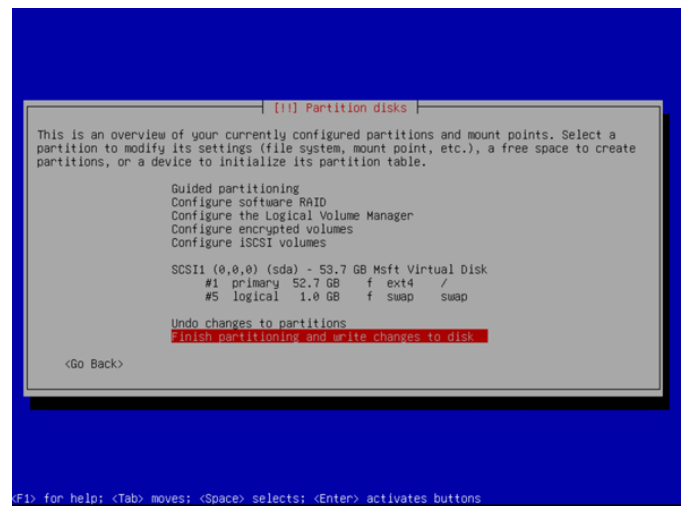 [!!] Partition disks
This is an overview of your currently configured partitions and mount points. Select a
partition to modify its settings (file system, mount point, etc.), a free space to create
partitions, or a device to initialize its partition table.
Guided partitioning
Configure software RAID
Configure the Logical Volume Manager
Configure encrypted volumes
Configure iSCSI volumes
SCSI1 (0,0,0) (sda) - 53.7 GB Msft Virtual Disk
#1 primary 52.7 GB f ext4 /
#5 logical 1.0 GB f swap swap
Undo changes to partitions
Finish partitioning and write changes to disk
<Go Back>
<F1> for help; <Tab> moves; <Space> selects; <Enter> activates buttons